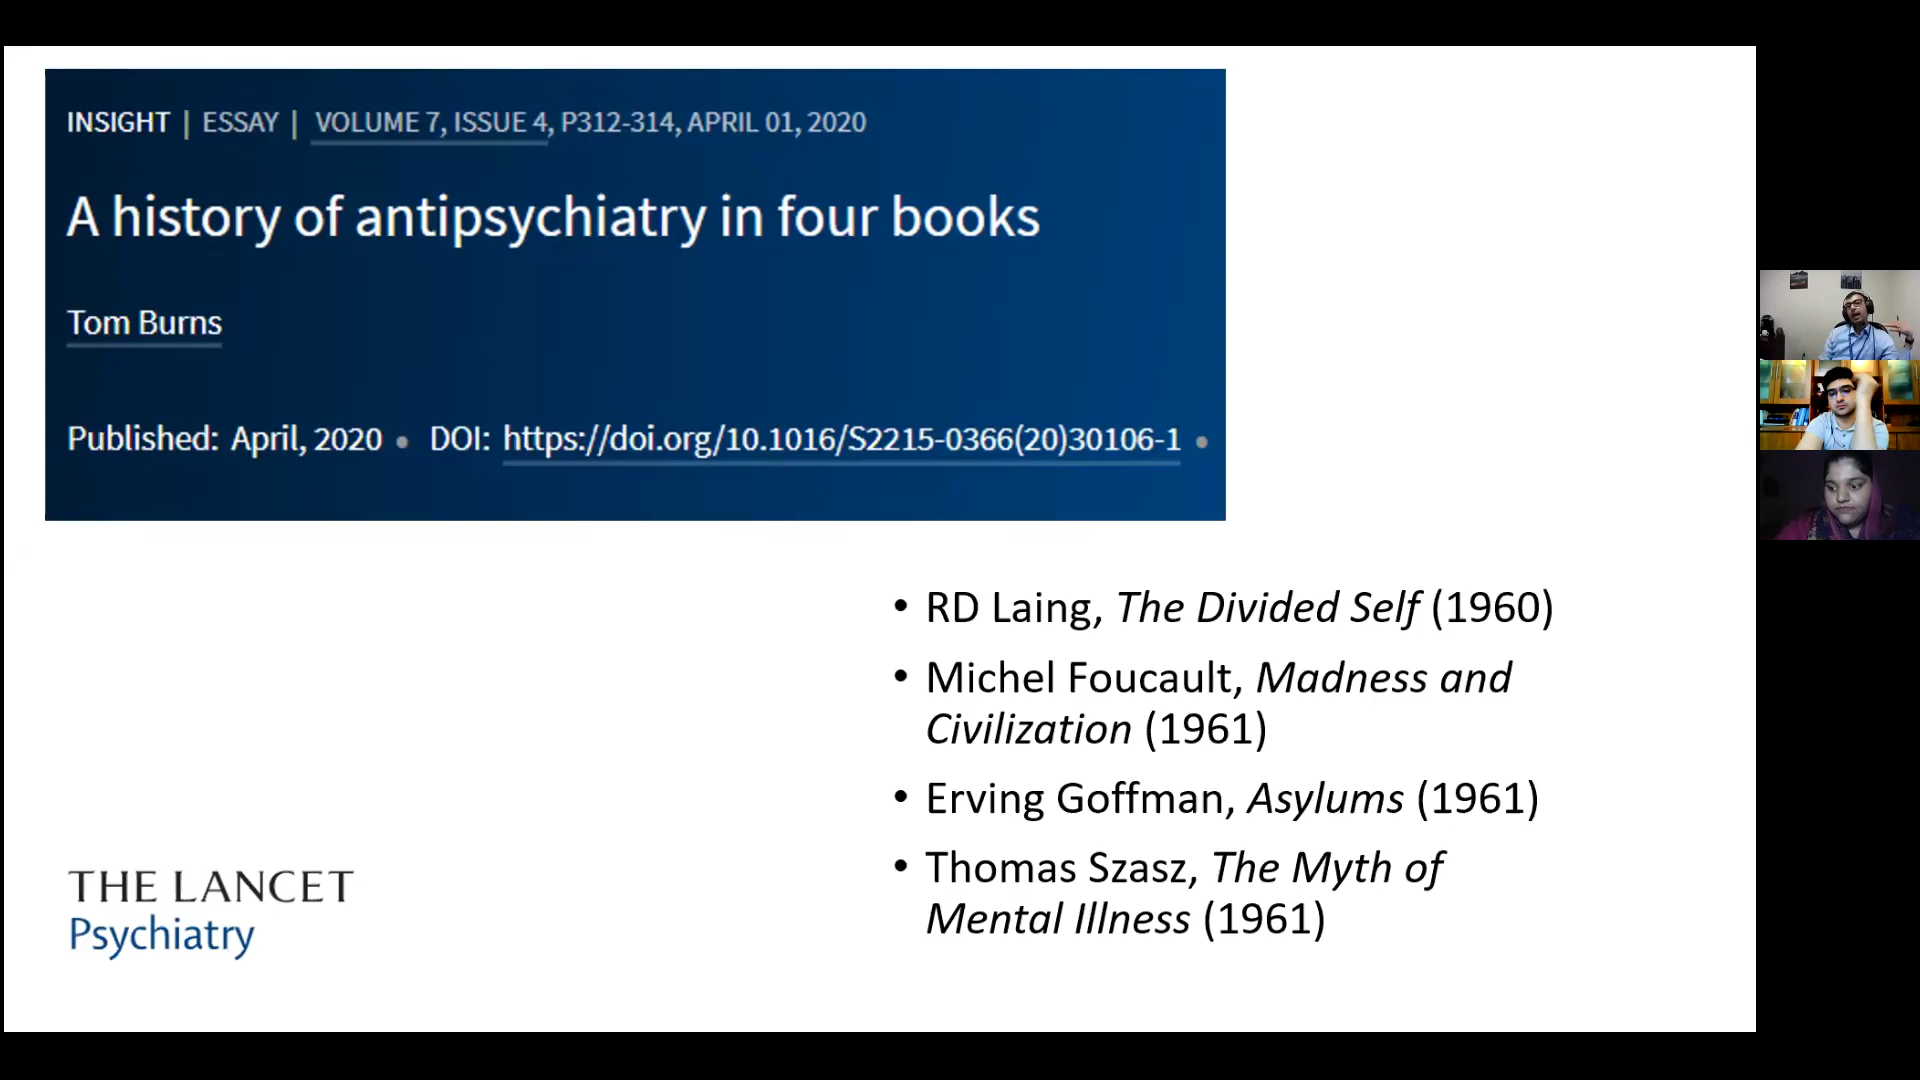 INSIGHT | ESSAY | VOLUME 7, ISSUE 4, P312-314, APRIL 01, 2020
A history of antipsychiatry in four books
Tom Burns
Published: April, 2020 • DOI: https://doi.org/10.1016/S2215-0366(20)30106-1 •
• RD Laing, The Divided Self (1960)
• Michel Foucault, Madness and
Civilization (1961)
• Erving Goffman, Asylums (1961)
• Thomas Szasz, The Myth of
Mental Illness (1961)
THE LANCET
Psychiatry